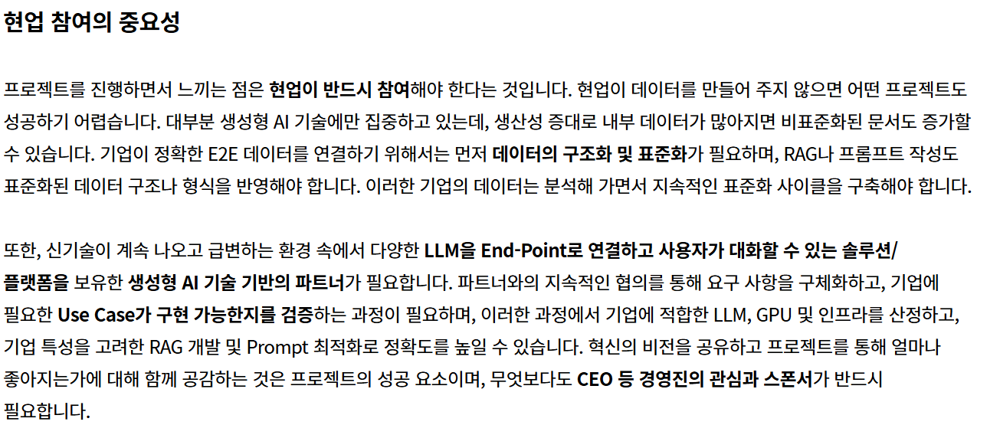 현업 참여의 중요성
프로젝트를 진행하면서 느끼는 점은 현업이 반드시 참여해야 한다는 것입니다. 현업이 데이터를 만들어 주지 않으면 어떤 프로젝트도
성공하기 어렵습니다. 대부분 생성형 AI 기술에만 집중하고 있는데, 생산성 증대로 내부 데이터가 많아지면 비표준화된 문서도 증가할
수 있습니다. 기업이 정확한 E2E 데이터를 연결하기 위해서는 먼저 데이터의 구조화 및 표준화가 필요하며, RAG나 프롬프트 작성도
표준화된 데이터 구조나 형식을 반영해야 합니다. 이러한 기업의 데이터는 분석해 가면서 지속적인 표준화 사이클을 구축해야 합니다.
또한, 신기술이 계속 나오고 급변하는 환경 속에서 다양한 LLM을 End-Point로 연결하고 사용자가 대화할 수 있는 솔루션/
플랫폼을 보유한 생성형 AI 기술 기반의 파트너가 필요합니다. 파트너와의 지속적인 협의를 통해 요구 사항을 구체화하고, 기업에
필요한 Use Case가 구현 가능한지를 검증하는 과정이 필요하며, 이러한 과정에서 기업에 적합한 LLM, GPU 및 인프라를 산정하고,
기업 특성을 고려한 RAG 개발 및 Prompt 최적화로 정확도를 높일 수 있습니다. 혁신의 비전을 공유하고 프로젝트를 통해 얼마나
좋아지는가에 대해 함께 공감하는 것은 프로젝트의 성공 요소이며, 무엇보다도 CEO 등 경영진의 관심과 스폰서가 반드시
필요합니다.